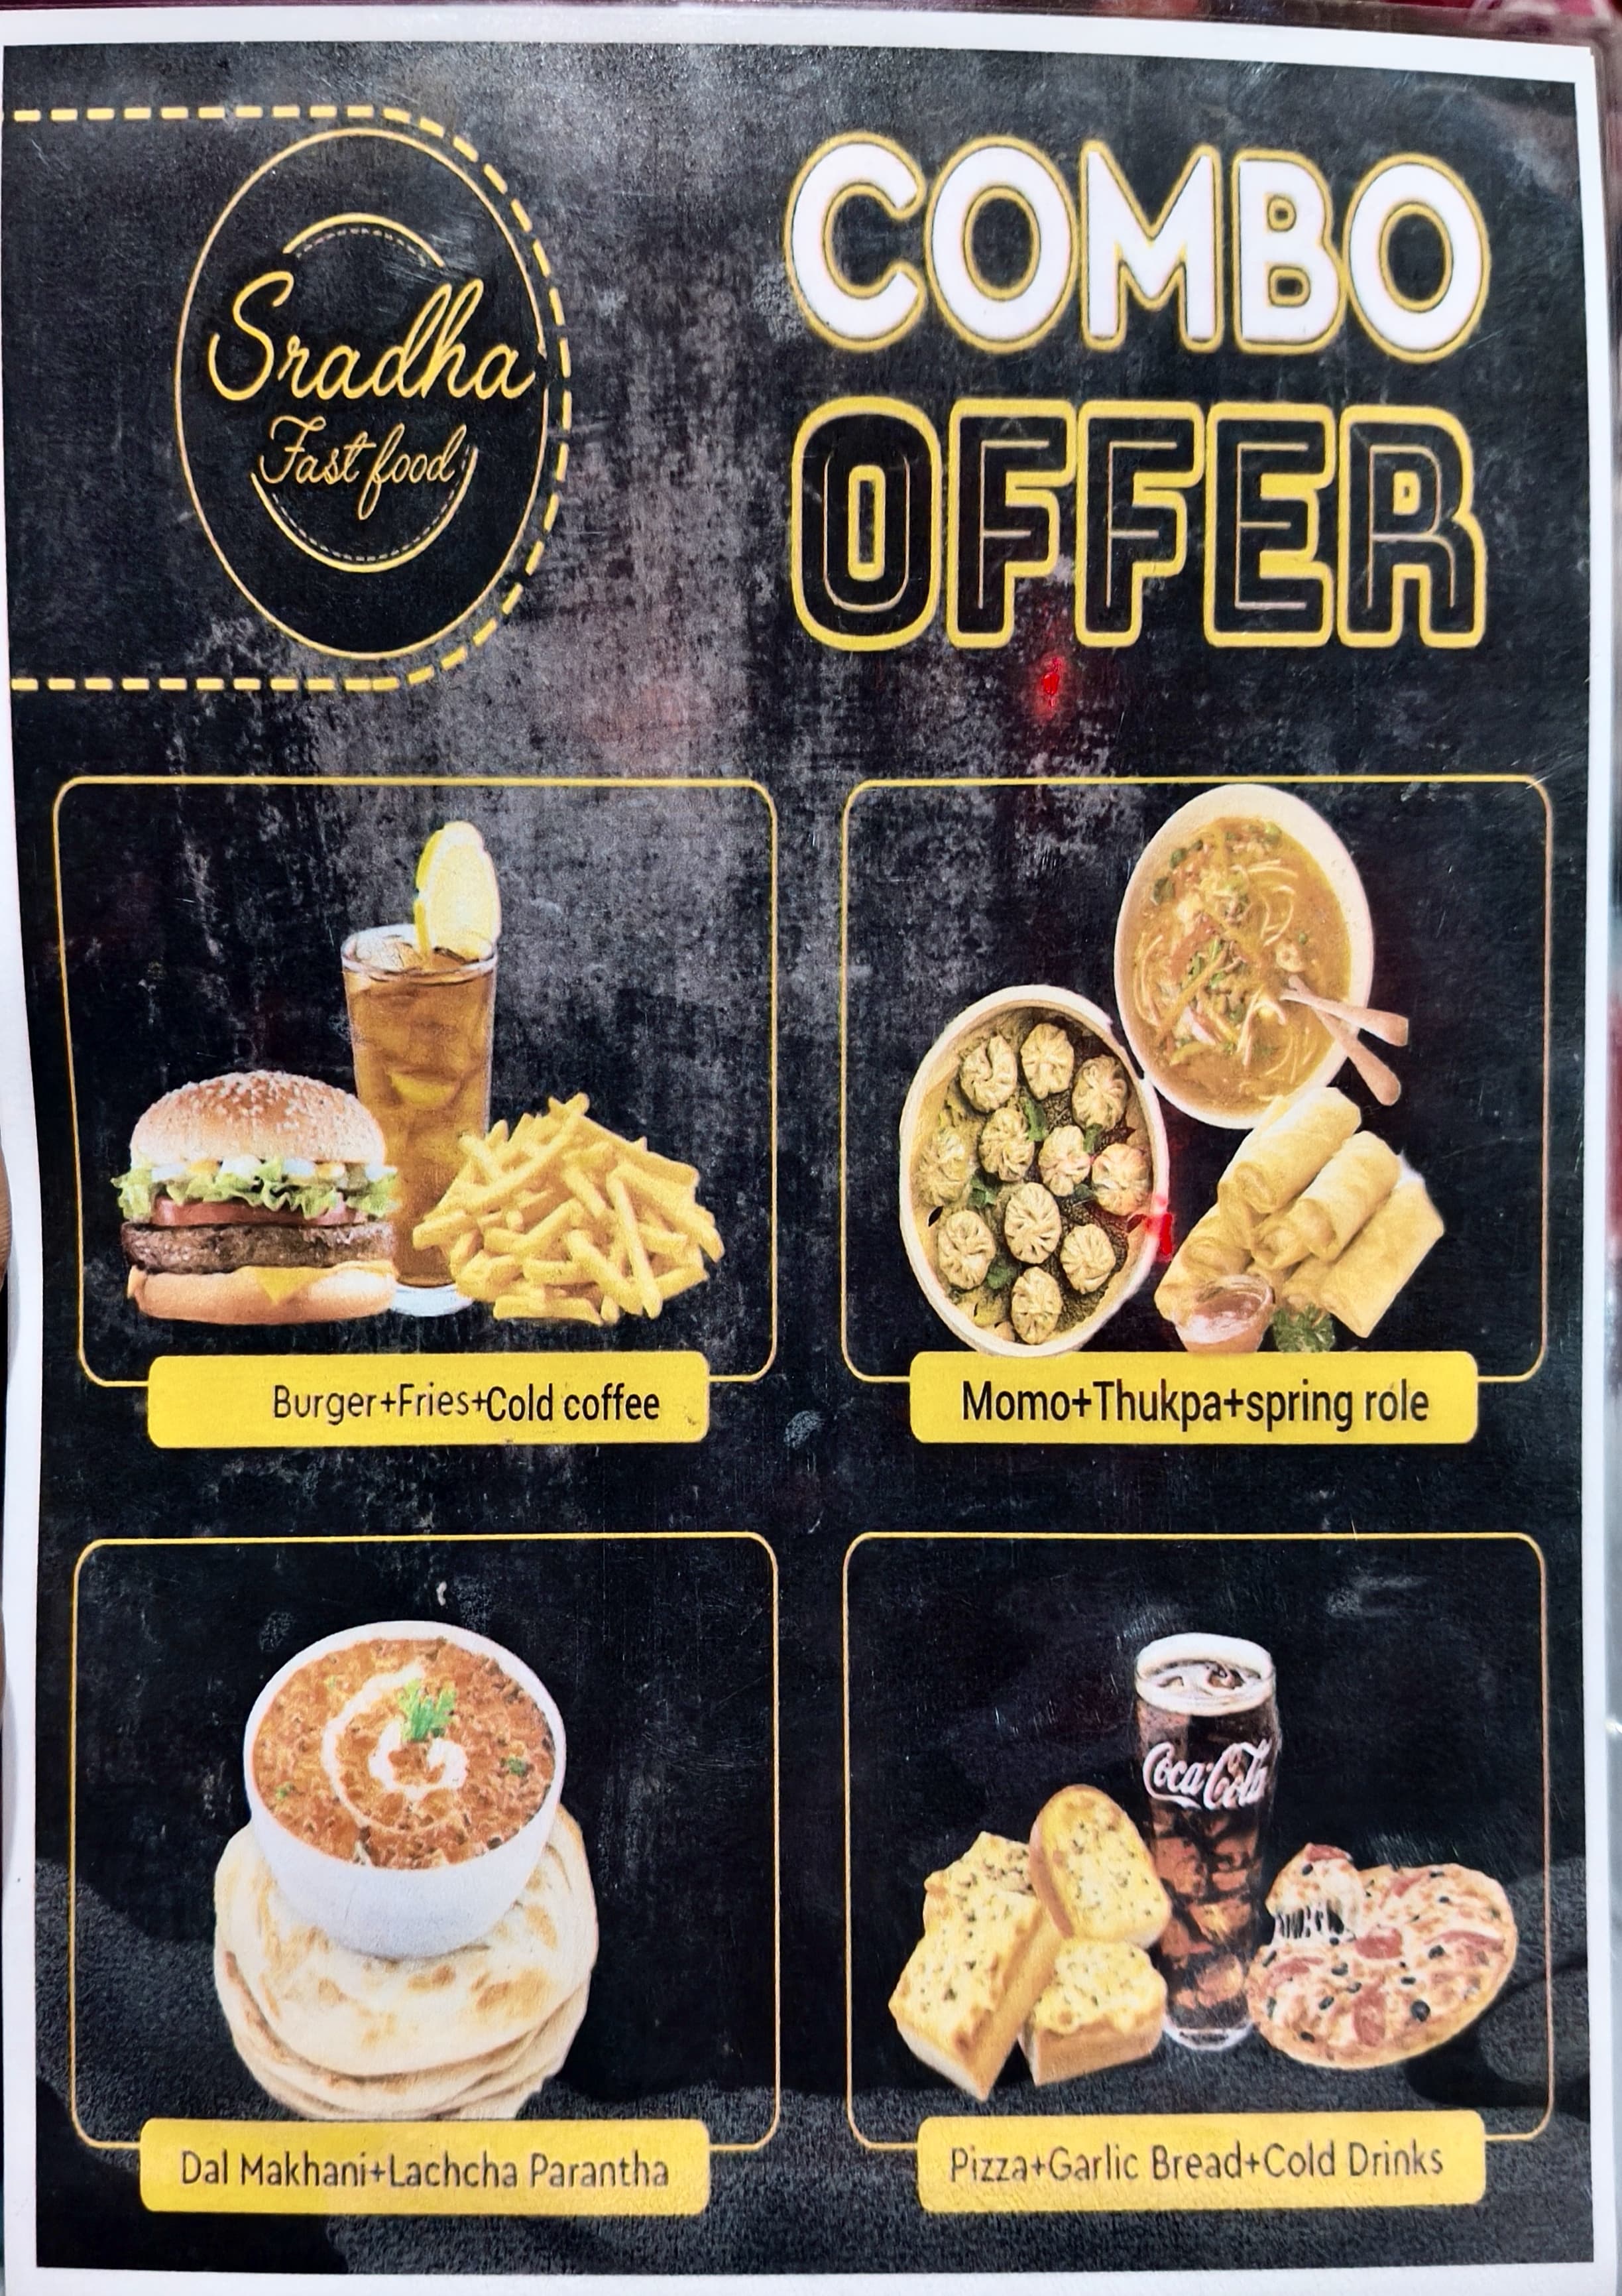 Sradha
Fast food
COMBO
OFFER
Burger+Fries+Cold coffee
Momo+Thukpa+spring role
Coca-Cola
Dal Makhani+Lachcha Parantha
Pizza+Garlic Bread+Cold Drinks